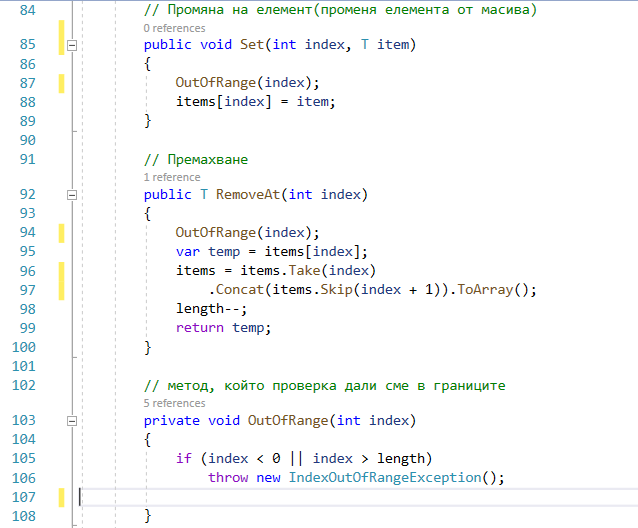 84 // Промяна на елемент(променя елемента от масива)
0 references
85 public void Set(int index, T item)
86 {
87 OutOfRange(index);
88 items[index] = item;
89 }
90
91 // Премахване
1 reference
92 public T RemoveAt(int index)
93 {
94 OutOfRange(index);
95 var temp = items[index];
96 items = items.Take(index)
97 .Concat(items.Skip(index + 1)).ToArray();
98 length--;
99 return temp;
100 }
101
102 // метод, който проверка дали сме в границите
5 references
103 private void OutOfRange(int index)
104 {
105 if (index < 0 || index > length)
106 throw new IndexOutOfRangeException();
107
108 }